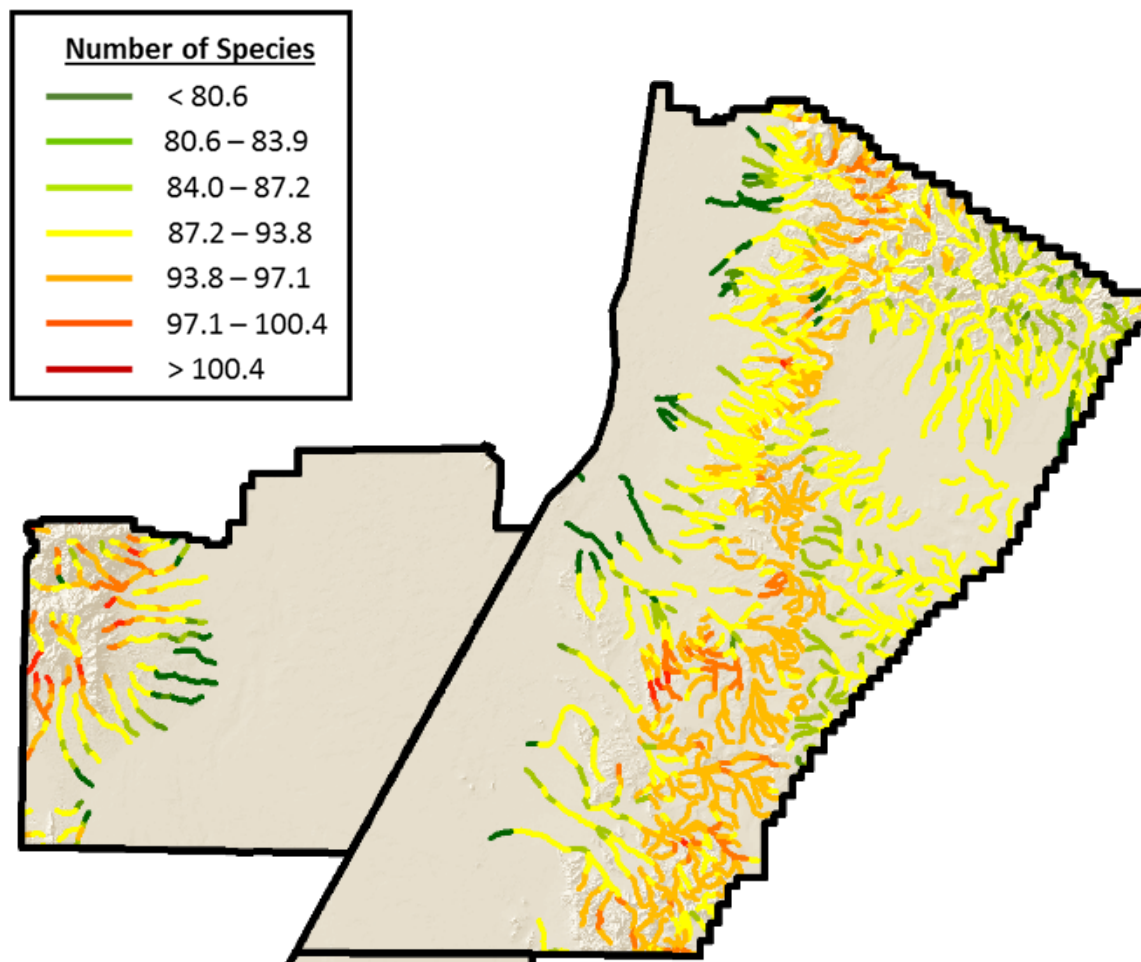 Number of Species
< 80.6
80.6 – 83.9
84.0 – 87.2
87.2 – 93.8
93.8 – 97.1
97.1 – 100.4
> 100.4